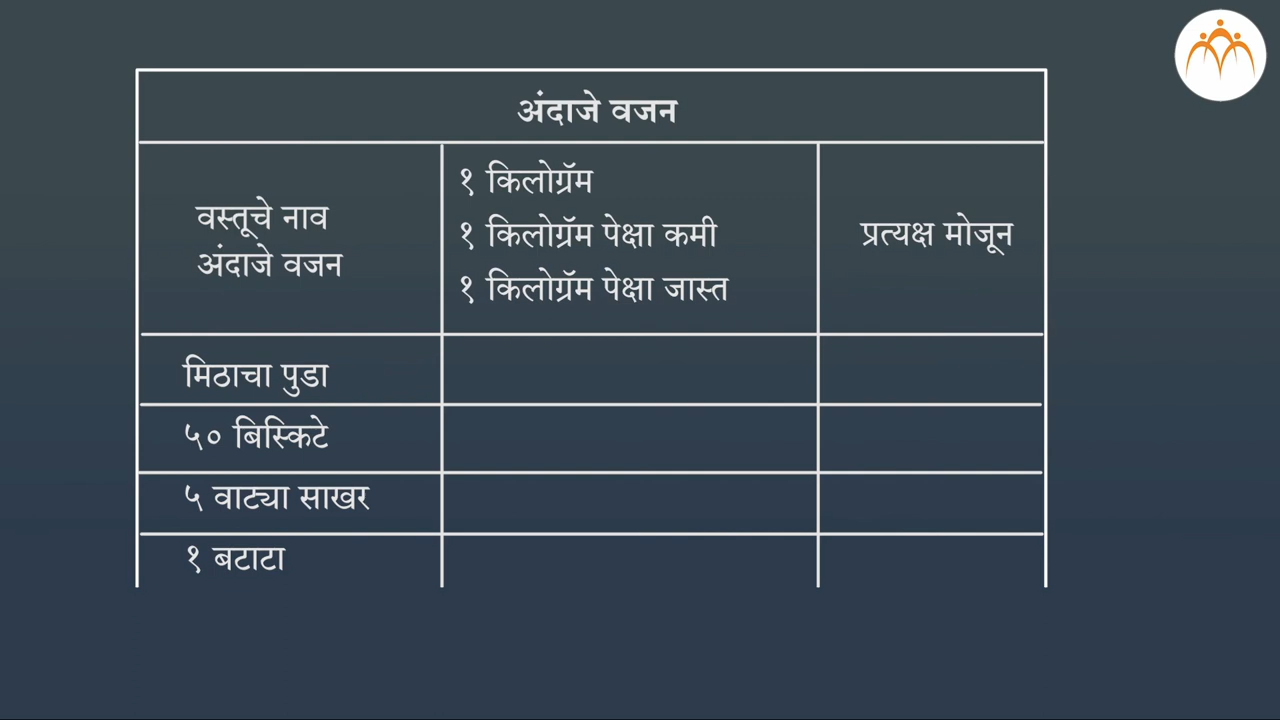 अंदाजे वजन
वस्तूचे नाव
अंदाजे वजन
१ किलोग्रॅम
१ किलोग्रॅम पेक्षा कमी
१ किलोग्रॅम पेक्षा जास्त
प्रत्यक्ष मोजून
मिठाचा पुडा
५० बिस्किटे
५ वाट्या साखर
१ बटाटा